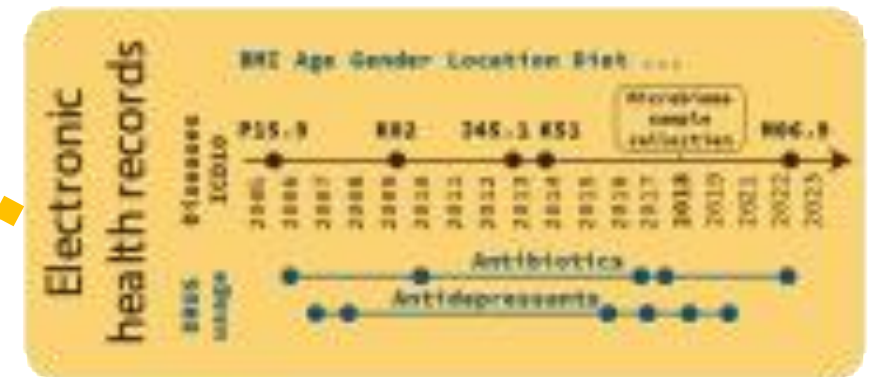 Electronic
health records
BMI Age Gender Location Diet ...
Diseases
ICD10
P15.9 K02 J45.1 K51 M06.9
Microbiome
sample
collection
2005 2006 2007 2008 2009 2010 2011 2012 2013 2014 2015 2016 2017 2018 2019 2021 2022 2023
DRUG
usage
Antibiotics
Antidepressants